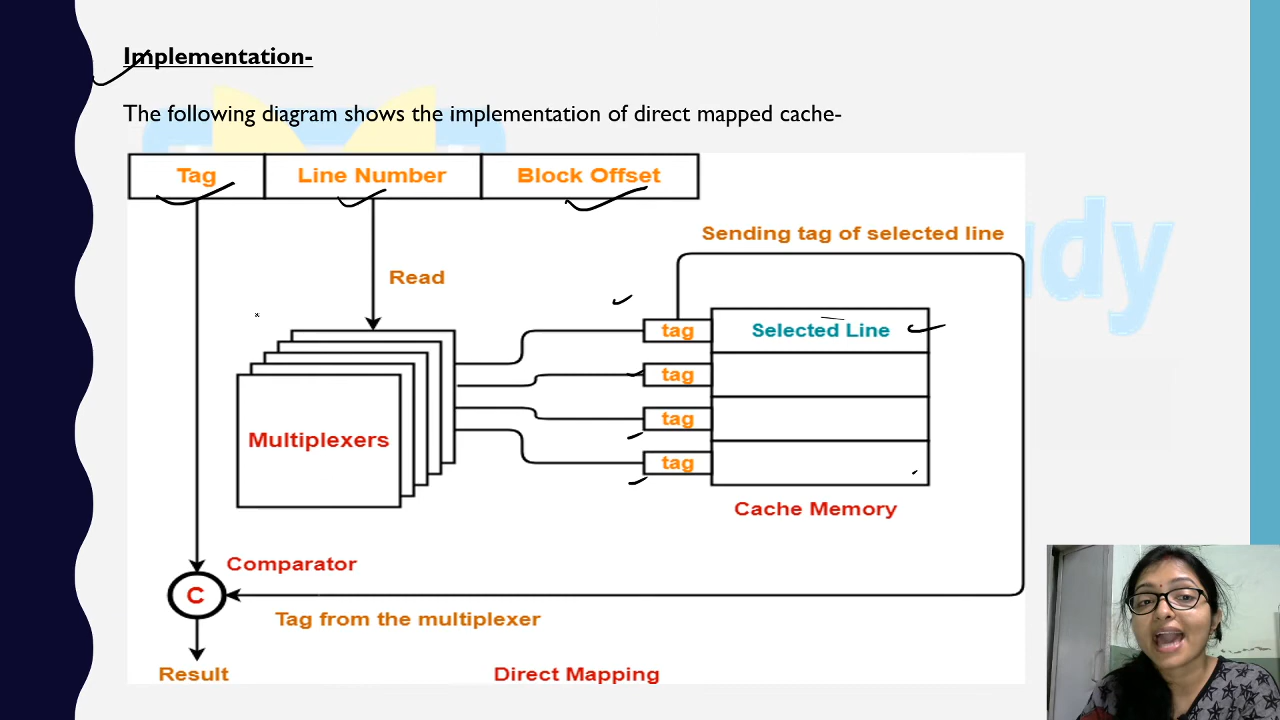 Implementation-
The following diagram shows the implementation of direct mapped cache-
Tag
Line Number
Block Offset
Sending tag of selected line
Read
tag
Selected Line
tag
tag
tag
Multiplexers
Cache Memory
Comparator
C
Tag from the multiplexer
Result
Direct Mapping